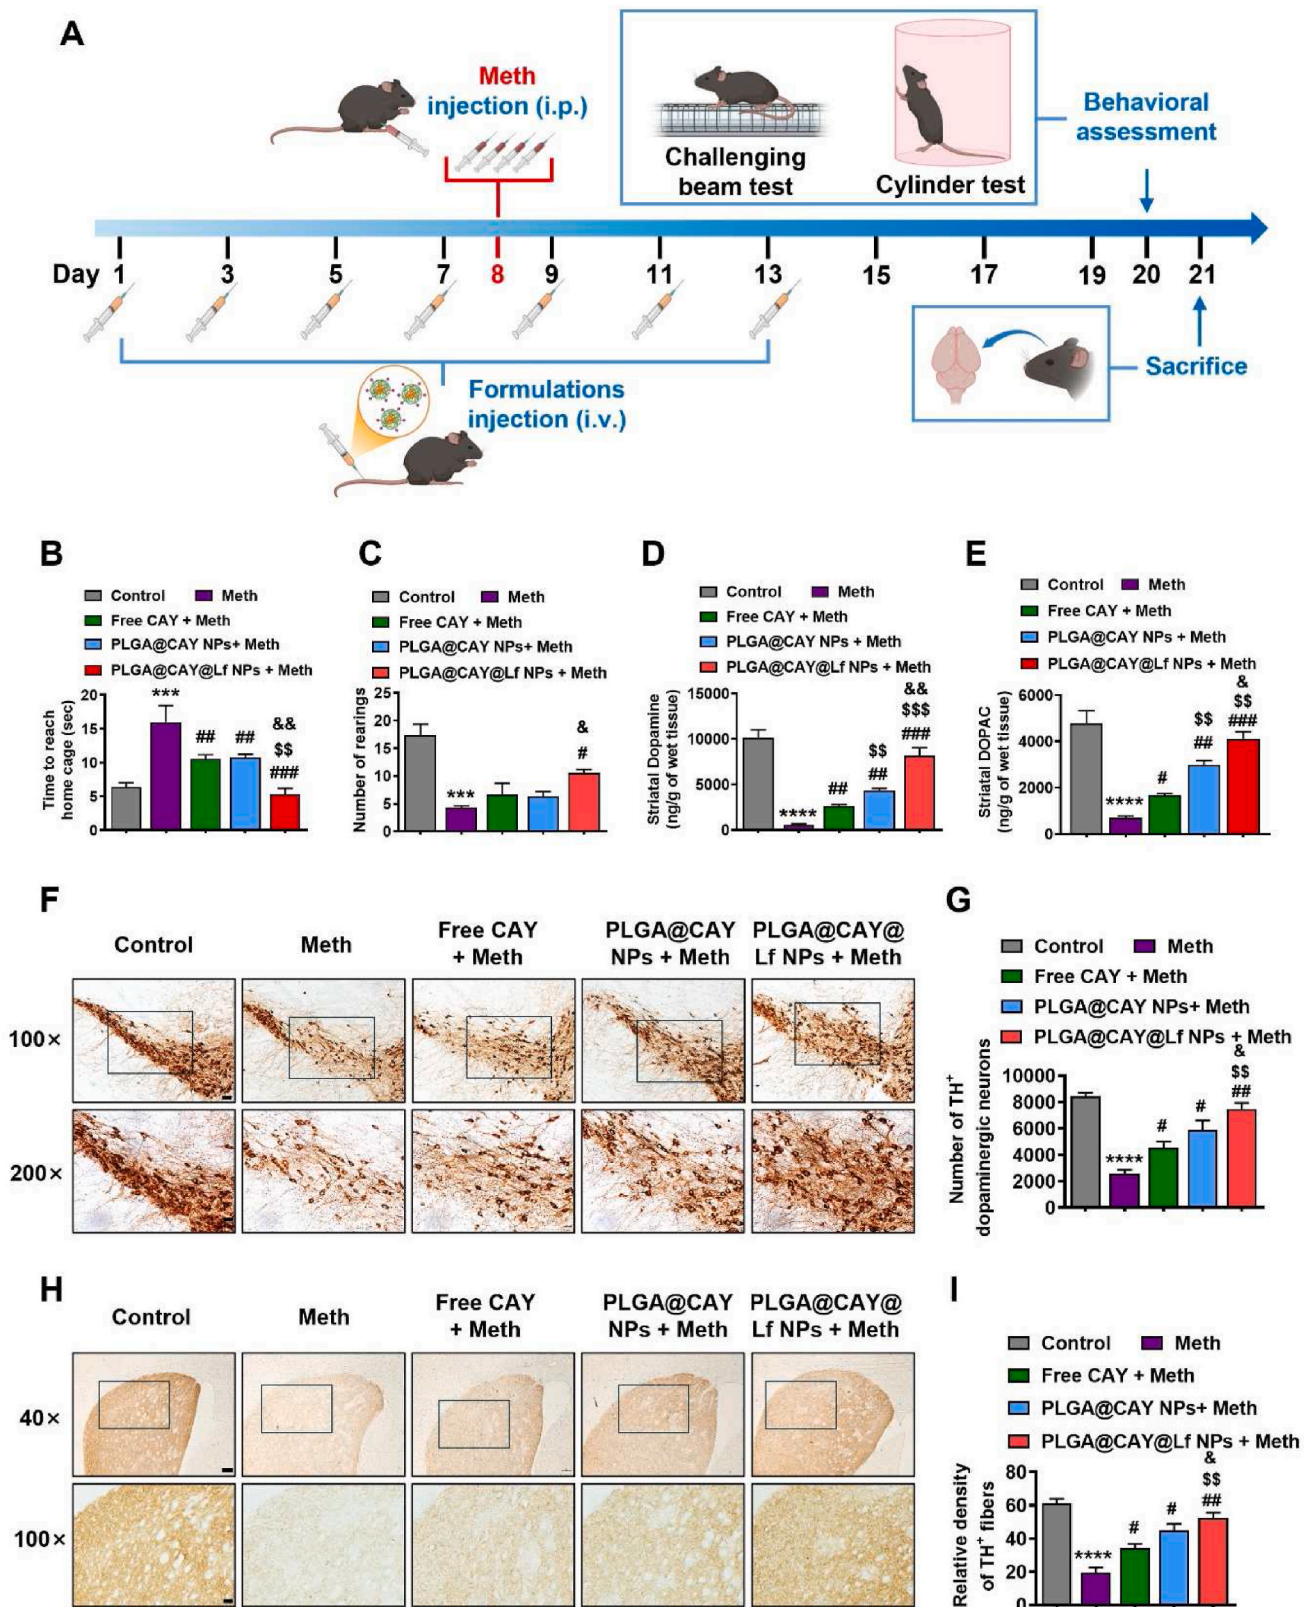 A
Meth
injection (i.p.)
Challenging
beam test
Cylinder test
Behavioral
assessment
Day 1 3 5 7 8 9 11 13 15 17 19 20 21
Formulations
injection (i.v.)
Sacrifice
B
Control Meth
Free CAY + Meth
PLGA@CAY NPs+ Meth
PLGA@CAY@Lf NPs + Meth
Time to reach
home cage (sec)
20
15
10
5
0
***
##
##
&&
$$
###
C
Control Meth
Free CAY + Meth
PLGA@CAY NPs+ Meth
PLGA@CAY@Lf NPs + Meth
Number of rearings
25
20
15
10
5
0
***
&
#
D
Control Meth
Free CAY + Meth
PLGA@CAY NPs + Meth
PLGA@CAY@Lf NPs + Meth
Striatal Dopamine
(ng/g of wet tissue)
15000
10000
5000
0
****
##
$$
##
&&
$$$
###
E
Control Meth
Free CAY + Meth
PLGA@CAY NPs + Meth
PLGA@CAY@Lf NPs + Meth
Striatal DOPAC
(ng/g of wet tissue)
6000
4000
2000
0
****
#
$$
##
&
$$
###
F
Control
Meth
Free CAY
+ Meth
PLGA@CAY
NPs + Meth
PLGA@CAY@
Lf NPs + Meth
100×
200×
G
Control Meth
Free CAY + Meth
PLGA@CAY NPs+ Meth
PLGA@CAY@Lf NPs + Meth
Number of TH+
dopaminergic neurons
10000
8000
6000
4000
2000
0
****
#
#
&
$$
##
H
Control
Meth
Free CAY
+ Meth
PLGA@CAY
NPs + Meth
PLGA@CAY@
Lf NPs + Meth
40×
100×
I
Control Meth
Free CAY + Meth
PLGA@CAY NPs+ Meth
PLGA@CAY@Lf NPs + Meth
Relative density
of TH+ fibers
80
60
40
20
0
****
#
#
&
$$
##